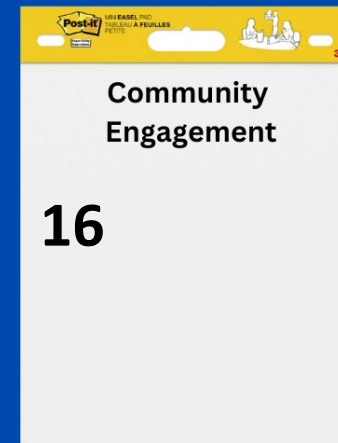 Post-it
MINI EASEL PAD
TABLEAU À FEUILLES
PETITE
Community
Engagement
16